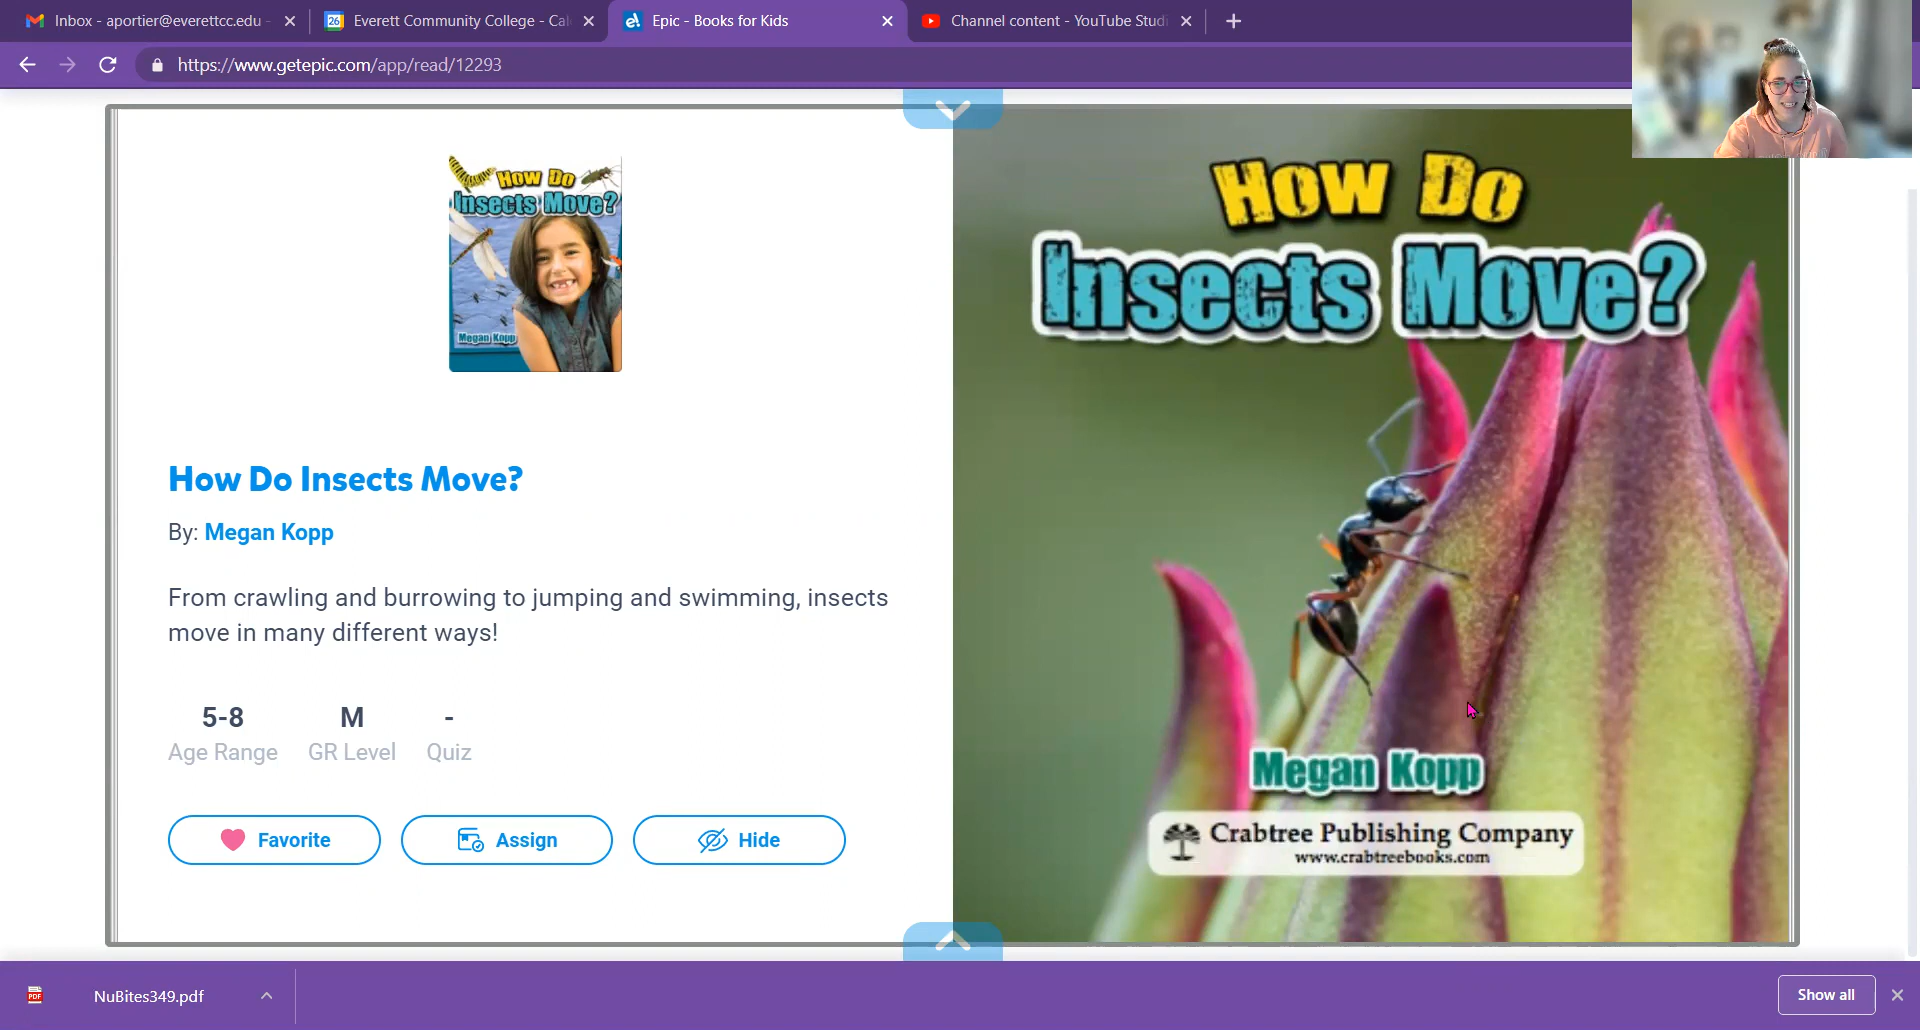 Inbox - aportier@everettcc.edu -
26
Everett Community College - Cal
e!
Epic - Books for Kids
Channel content - YouTube Studi
https://www.getepic.com/app/read/12293
How Do
Insects Move?
Megan Kopp
How Do Insects Move?
By: Megan Kopp
From crawling and burrowing to jumping and swimming, insects
move in many different ways!
5-8 M -
Age Range GR Level Quiz
Favorite Assign Hide
How Do
Insects Move?
Megan Kopp
Crabtree Publishing Company
www.crabtreebooks.com
PDF
NuBites349.pdf
Show all